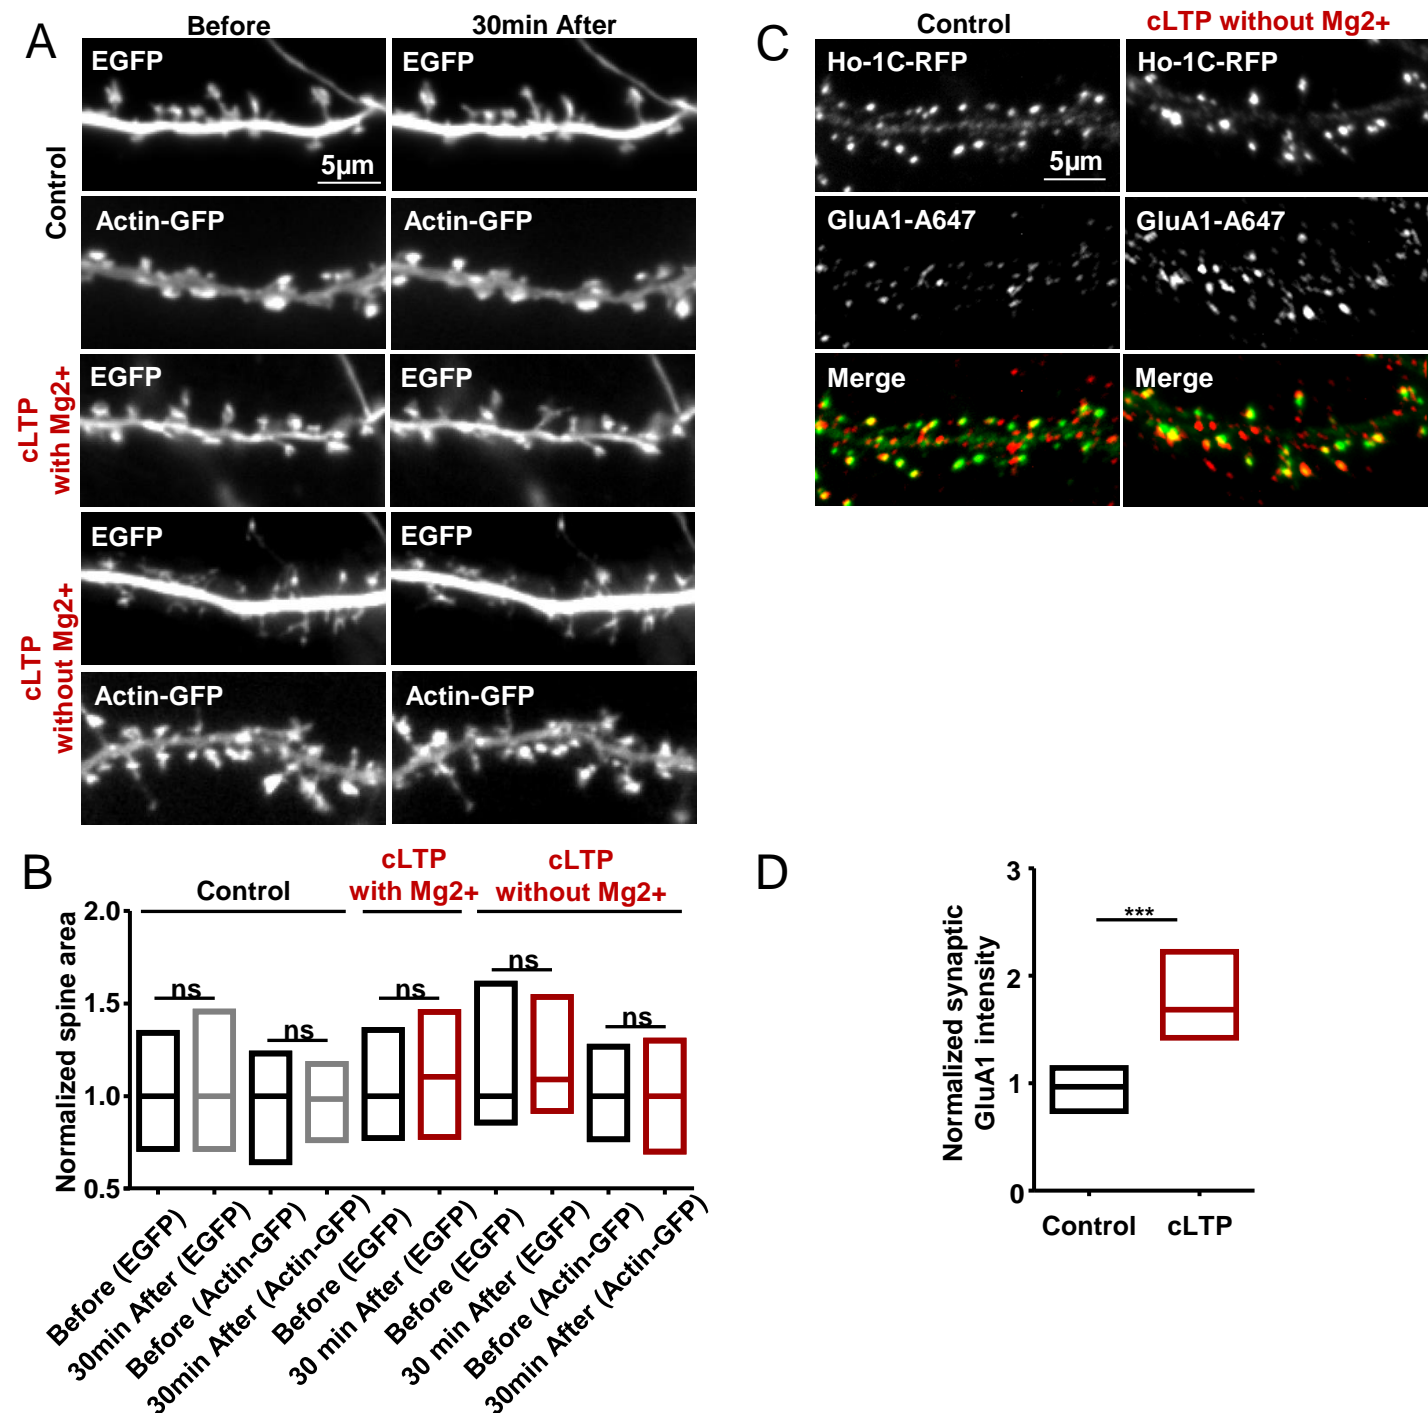 A
Before
30min After
Control
EGFP
EGFP
5µm
Actin-GFP
Actin-GFP
cLTP
with Mg2+
EGFP
EGFP
cLTP
without Mg2+
EGFP
EGFP
Actin-GFP
Actin-GFP
C
Control
cLTP without Mg2+
Ho-1C-RFP
Ho-1C-RFP
5µm
GluA1-A647
GluA1-A647
Merge
Merge
B
Control
cLTP
with Mg2+
cLTP
without Mg2+
Normalized spine area
2.0
1.5
1.0
0.5
ns
ns
ns
ns
ns
Before (EGFP)
30min After (EGFP)
Before (Actin-GFP)
30min After (Actin-GFP)
Before (EGFP)
30 min After (EGFP)
Before (EGFP)
30 min After (EGFP)
Before (Actin-GFP)
30min After (Actin-GFP)
D
Normalized synaptic
GluA1 intensity
3
2
1
0
***
Control
cLTP